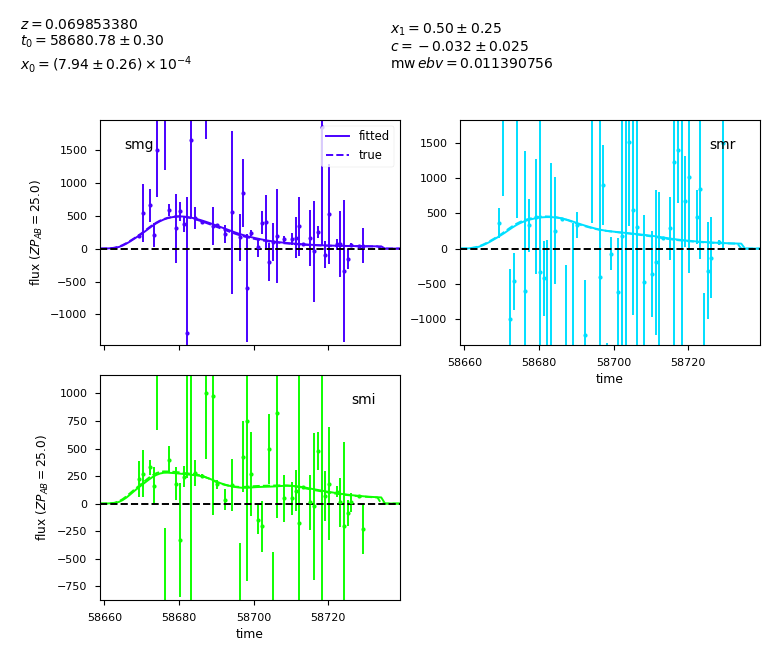 z = 0.069853380
t₀ = 58680.78 ± 0.30
x₀ = (7.94 ± 0.26) × 10⁻⁴
x₁ = 0.50 ± 0.25
c = −0.032 ± 0.025
mw ebv = 0.011390756
smg
fitted
true
1500
1000
500
0
−500
−1000
flux (ZP_AB = 25.0)
smr
1500
1000
500
0
−500
−1000
58660 58680 58700 58720
time
smi
1000
750
500
250
0
−250
−500
−750
flux (ZP_AB = 25.0)
58660 58680 58700 58720
time